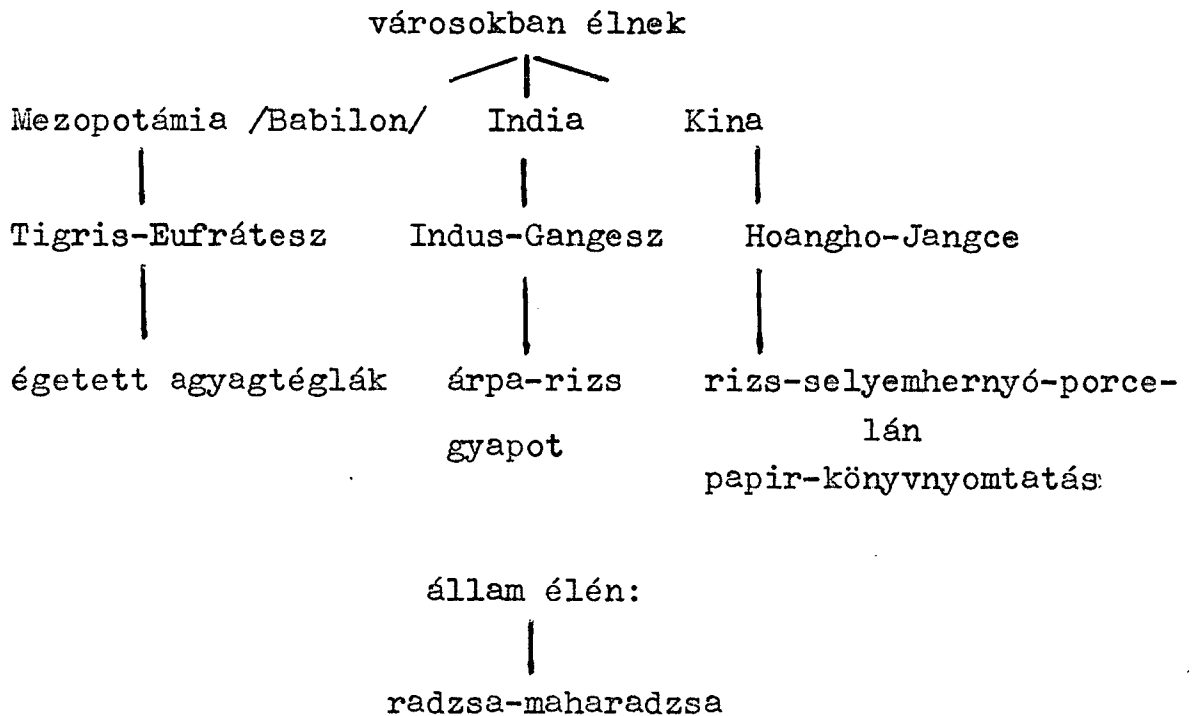 városokban élnek
Mezopotámia /Babilon/ India Kina
Tigris-Eufrátesz Indus-Gangesz Hoangho-Jangce
égetett agyagtéglák árpa-rizs rizs-selyemhernyó-porce-
gyapot lán
papir-könyvnyomtatás
állam élén:
radzsa-maharadzsa